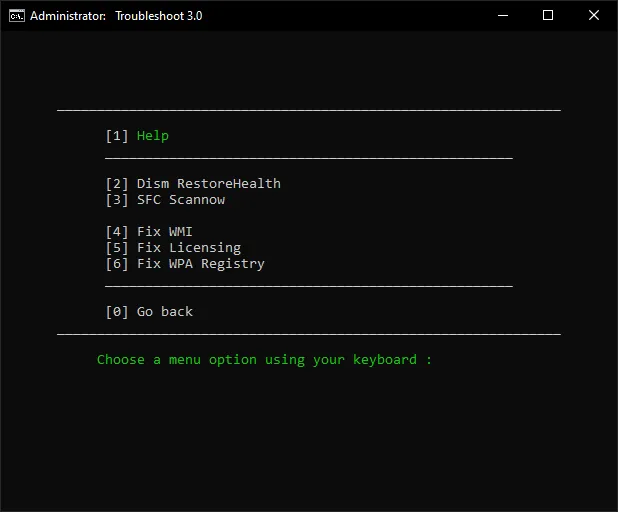 Administrator: Troubleshoot 3.0
[1] Help
[2] Dism RestoreHealth
[3] SFC Scannow
[4] Fix WMI
[5] Fix Licensing
[6] Fix WPA Registry
[0] Go back
Choose a menu option using your keyboard :